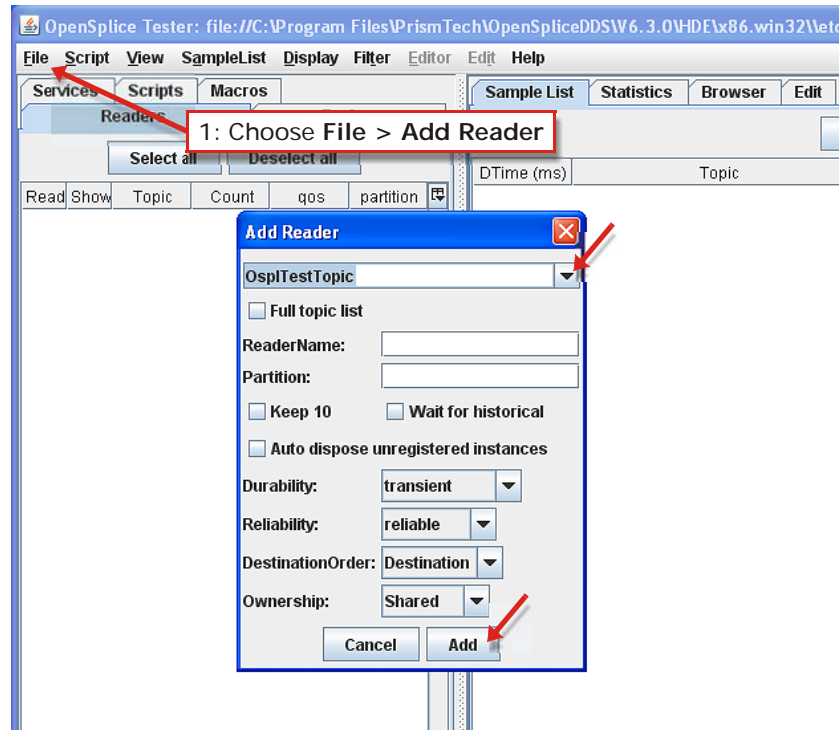 OpenSplice Tester: file://C:\Program Files\PrismTech\OpenSpliceDDS\V6.3.0\HDE\x86.win32\\etc
File Script View SampleList Display Filter Editor Edit Help
Services Scripts Macros
Sample List Statistics Browser Edit
Readers
1: Choose File > Add Reader
Select all Deselect all
DTime (ms) Topic
Read Show Topic Count qos partition
Add Reader
OsplTestTopic
Full topic list
ReaderName:
Partition:
Keep 10 Wait for historical
Auto dispose unregistered instances
Durability: transient
Reliability: reliable
DestinationOrder: Destination
Ownership: Shared
Cancel Add